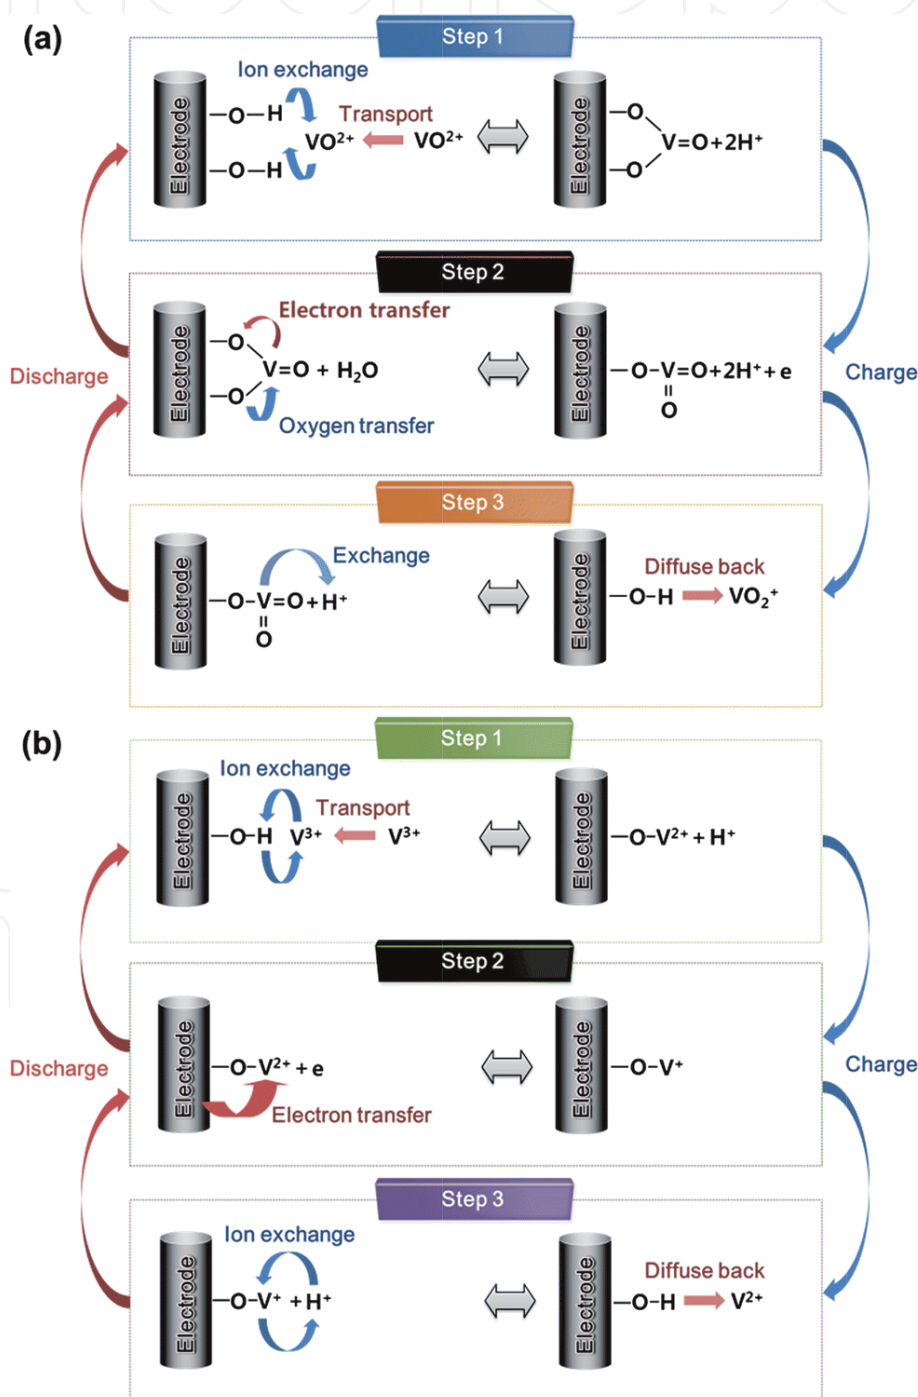 (a)
Step 1
Ion exchange
Electrode
–O–H
VO²⁺
Transport
VO²⁺
–O–H
Electrode
–O
V=O+2H⁺
–O
Step 2
Electrode
Electron transfer
–O
V=O + H₂O
–O
Oxygen transfer
Electrode
–O–V=O+2H⁺+e
=
O
Discharge
Charge
Step 3
Electrode
Exchange
–O–V=O+H⁺
=
O
Electrode
Diffuse back
–O–H
VO₂⁺
(b)
Step 1
Ion exchange
Electrode
–O–H V³⁺
Transport
V³⁺
Electrode
–O–V²⁺+H⁺
Step 2
Electrode
–O–V²⁺+e
Electron transfer
Electrode
–O–V⁺
Discharge
Charge
Step 3
Ion exchange
Electrode
–O–V⁺+H⁺
Electrode
Diffuse back
–O–H
V²⁺